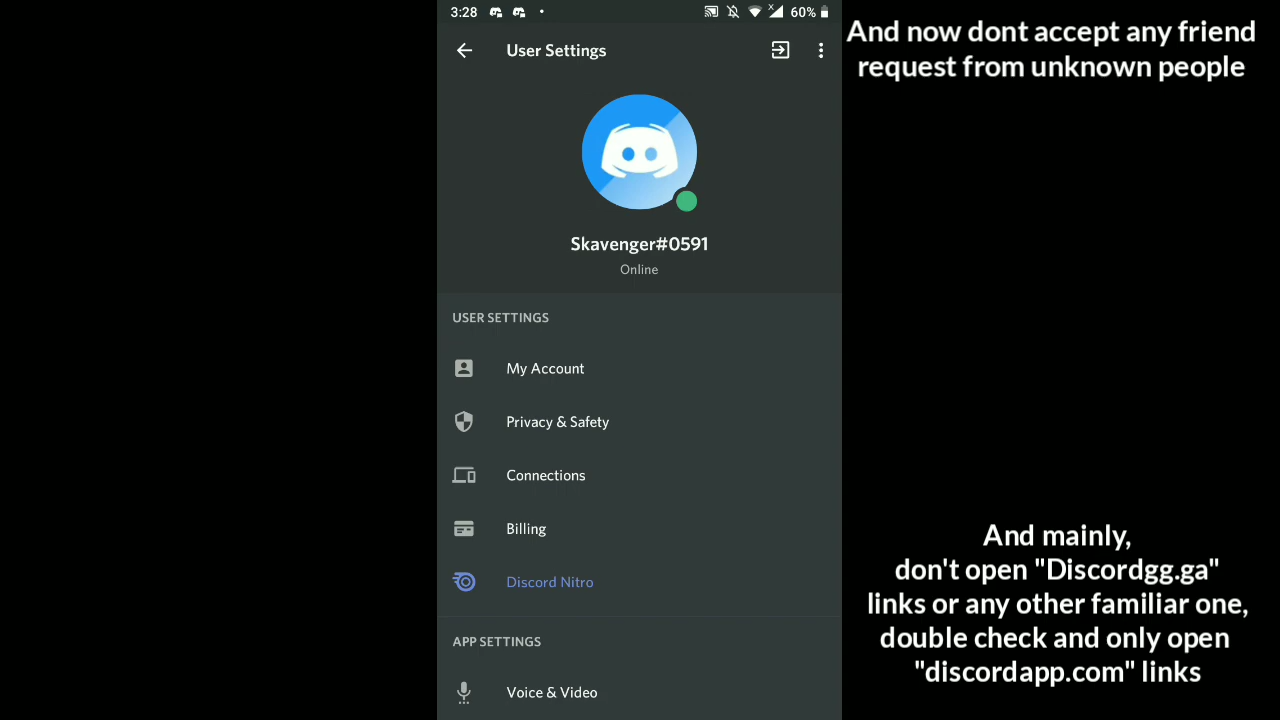 3:28
60%
User Settings
And now dont accept any friend
request from unknown people
Skavenger#0591
Online
USER SETTINGS
My Account
Privacy & Safety
Connections
Billing
Discord Nitro
APP SETTINGS
Voice & Video
And mainly,
don't open "Discordgg.ga"
links or any other familiar one,
double check and only open
"discordapp.com" links